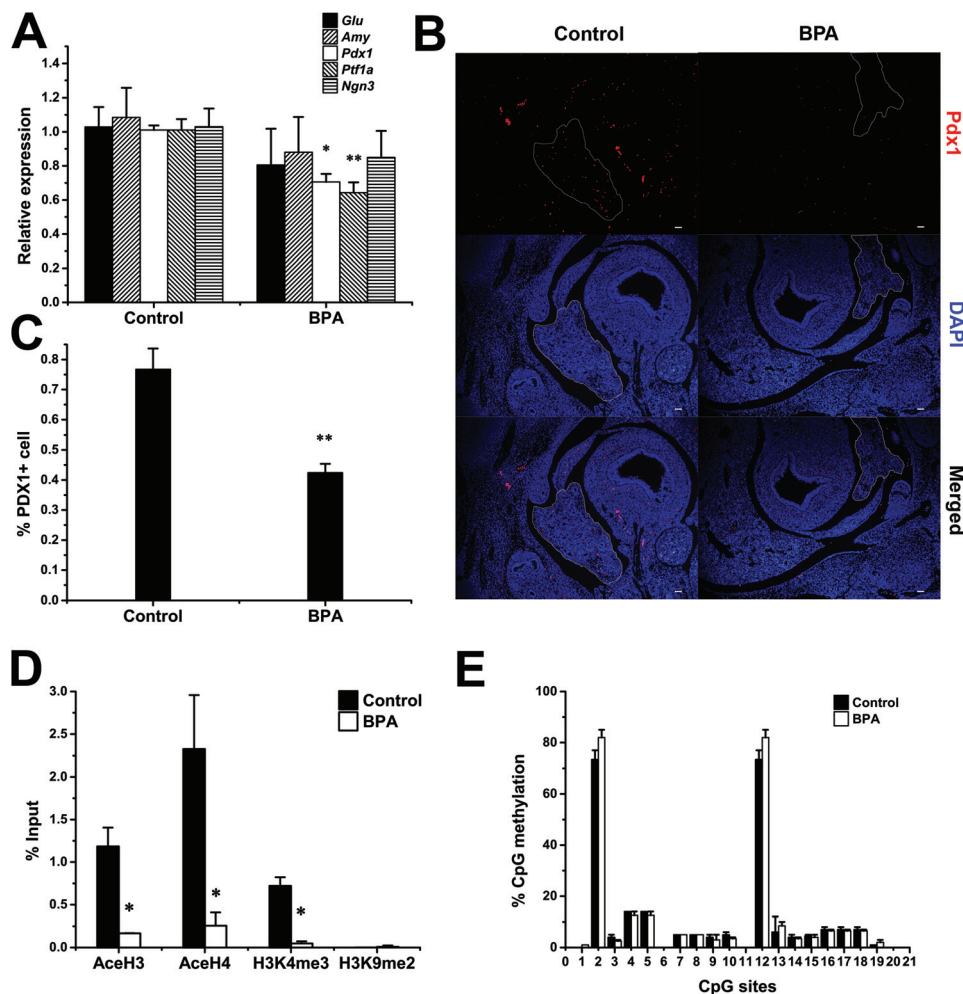 A
Glu
Amy
Pdx1
Ptf1a
Ngn3
Relative expression
1.6
1.4
1.2
1.0
0.8
0.6
0.4
0.2
0.0
*
**
Control BPA
B
Control BPA
Pdx1
DAPI
Merged
C
% PDX1+ cell
0.8
0.7
0.6
0.5
0.4
0.3
0.2
0.1
0.0
**
Control BPA
D
Control
BPA
% Input
3.0
2.5
2.0
1.5
1.0
0.5
0.0
* * *
AceH3 AceH4 H3K4me3 H3K9me2
E
Control
BPA
% CpG methylation
100
80
60
40
20
0
0 1 2 3 4 5 6 7 8 9 10 11 12 13 14 15 16 17 18 19 20 21
CpG sites